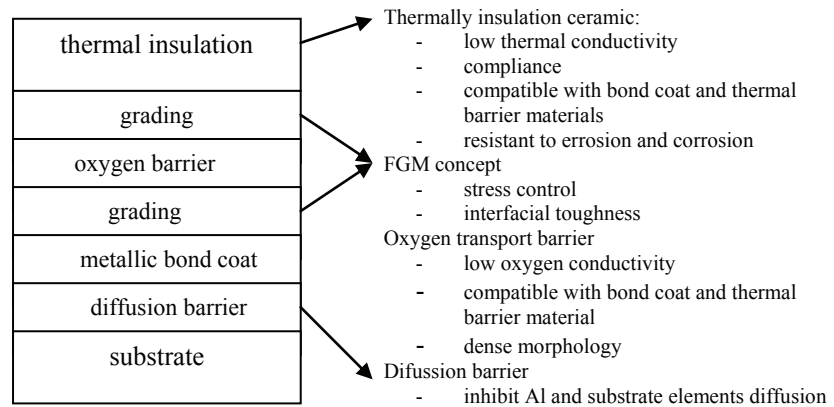 thermal insulation
grading
oxygen barrier
grading
metallic bond coat
diffusion barrier
substrate
Thermally insulation ceramic:
- low thermal conductivity
- compliance
- compatible with bond coat and thermal
barrier materials
- resistant to errosion and corrosion
FGM concept
- stress control
- interfacial toughness
Oxygen transport barrier
- low oxygen conductivity
- compatible with bond coat and thermal
barrier material
- dense morphology
Difussion barrier
- inhibit Al and substrate elements diffusion